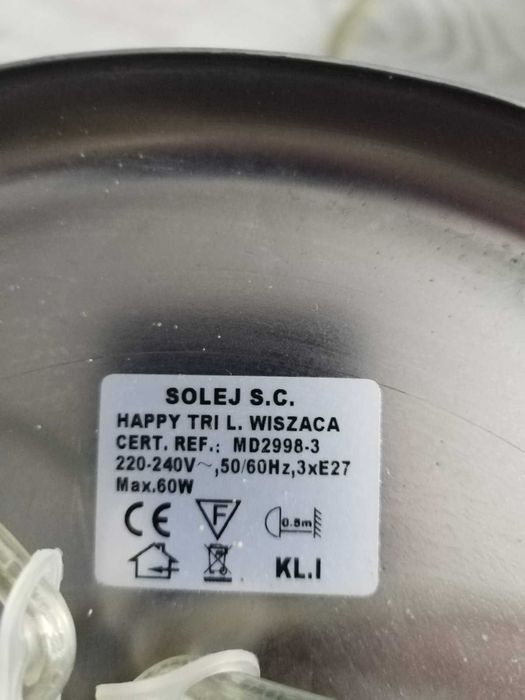 SOLEJ S.C.
HAPPY TRI L. WISZACA
CERT. REF.: MD2998-3
220-240V~,50/60Hz,3xE27
Max.60W
CE F 0.5m
KL.I